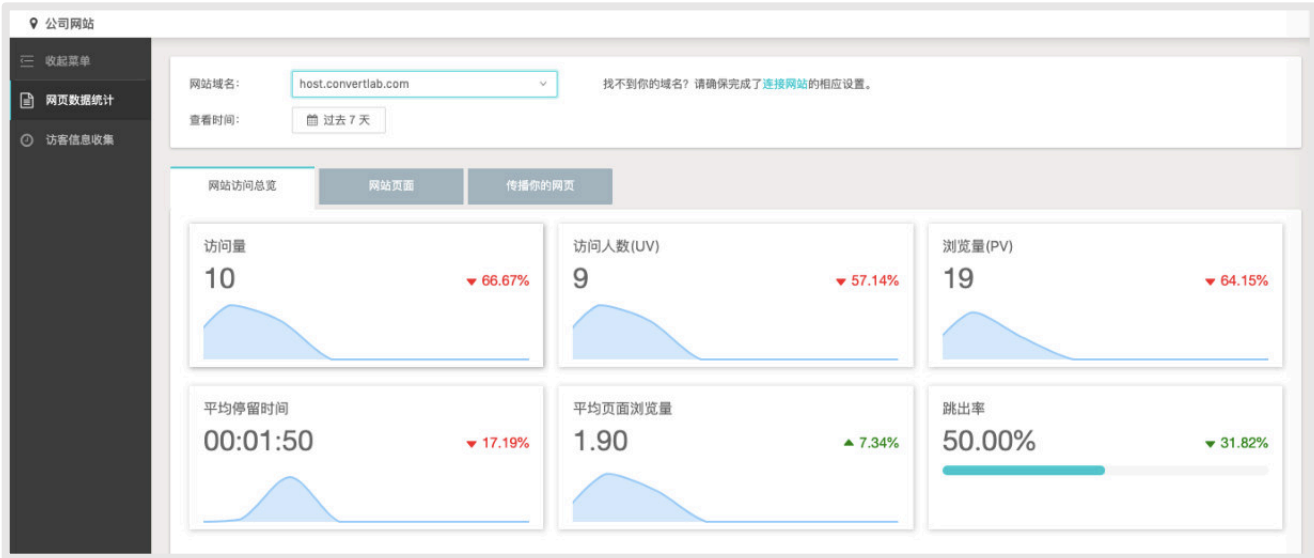 公司网站
收起菜单
网页数据统计
访客信息收集
网站域名：
host.convertlab.com
找不到你的域名？请确保完成了连接网站的相应设置。
查看时间：
过去 7 天
网站访问总览
网站页面
传播你的网页
访问量
10
66.67%
访问人数(UV)
9
57.14%
浏览量(PV)
19
64.15%
平均停留时间
00:01:50
17.19%
平均页面浏览量
1.90
7.34%
跳出率
50.00%
31.82%